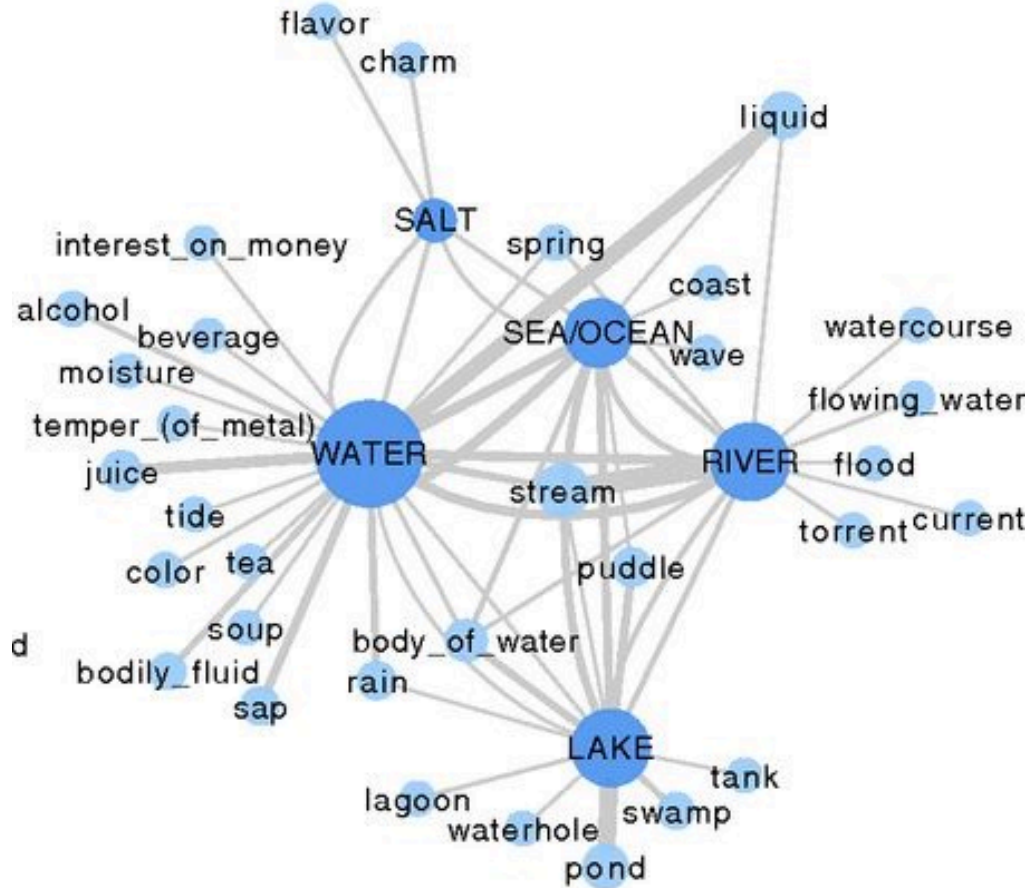 flavor
charm
liquid
SALT
interest_on_money
spring
coast
alcohol
beverage
SEA/OCEAN
watercourse
moisture
wave
temper_(of_metal)
flowing_water
WATER
RIVER
juice
flood
stream
tide
current
torrent
color
tea
puddle
soup
d
body_of_water
bodily_fluid
rain
sap
LAKE
tank
lagoon
swamp
waterhole
pond